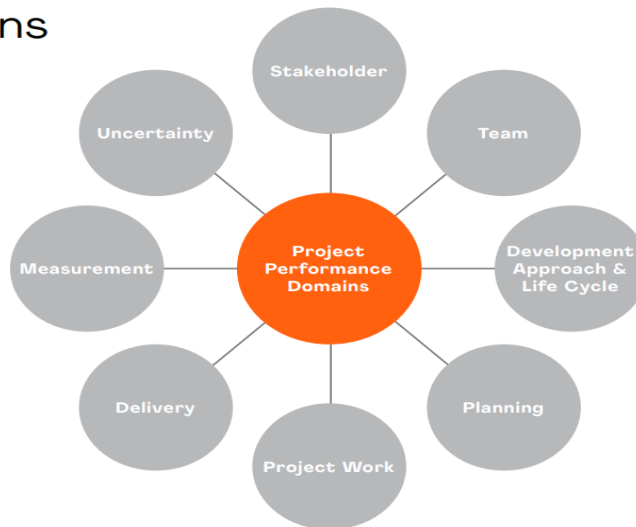 ns
Stakeholder
Uncertainty
Team
Project
Performance
Domains
Measurement
Development
Approach &
Life Cycle
Delivery
Planning
Project Work